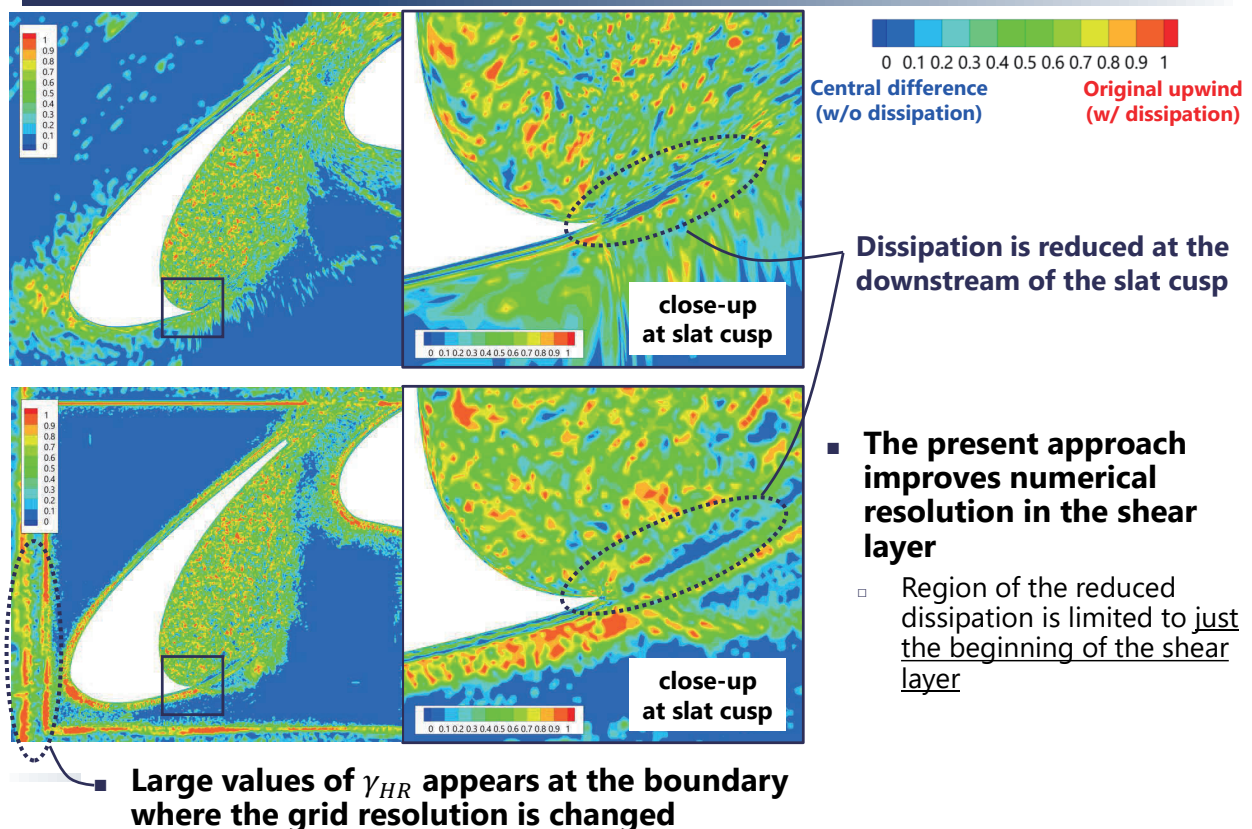 1
0.9
0.8
0.7
0.6
0.5
0.4
0.3
0.2
0.1
0
0 0.1 0.2 0.3 0.4 0.5 0.6 0.7 0.8 0.9 1
close-up
at slat cusp
0 0.1 0.2 0.3 0.4 0.5 0.6 0.7 0.8 0.9 1
Central difference
(w/o dissipation)
Original upwind
(w/ dissipation)
Dissipation is reduced at the
downstream of the slat cusp
1
0.9
0.8
0.7
0.6
0.5
0.4
0.3
0.2
0.1
0
0 0.1 0.2 0.3 0.4 0.5 0.6 0.7 0.8 0.9 1
close-up
at slat cusp
■ The present approach
improves numerical
resolution in the shear
layer
□ Region of the reduced
dissipation is limited to just
the beginning of the shear
layer
■ Large values of γ_HR appears at the boundary
where the grid resolution is changed